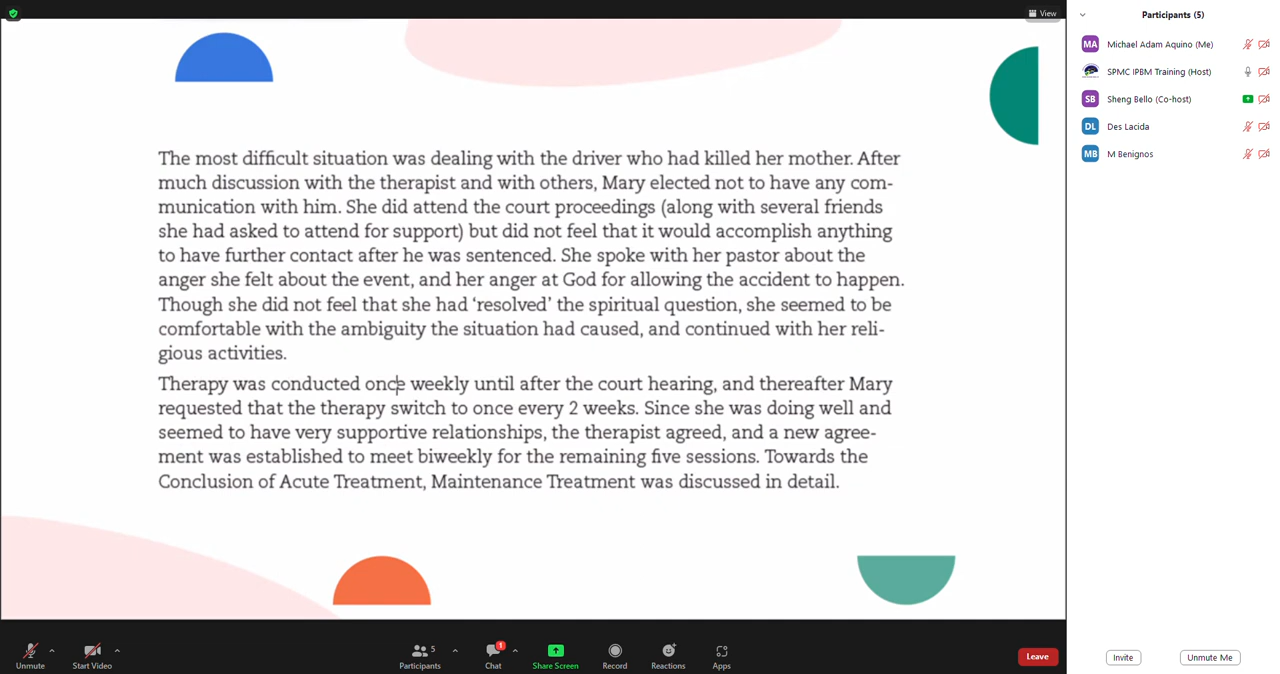 View
The most difficult situation was dealing with the driver who had killed her mother. After
much discussion with the therapist and with others, Mary elected not to have any com-
munication with him. She did attend the court proceedings (along with several friends
she had asked to attend for support) but did not feel that it would accomplish anything
to have further contact after he was sentenced. She spoke with her pastor about the
anger she felt about the event, and her anger at God for allowing the accident to happen.
Though she did not feel that she had ‘resolved’ the spiritual question, she seemed to be
comfortable with the ambiguity the situation had caused, and continued with her reli-
gious activities.
Therapy was conducted once weekly until after the court hearing, and thereafter Mary
requested that the therapy switch to once every 2 weeks. Since she was doing well and
seemed to have very supportive relationships, the therapist agreed, and a new agree-
ment was established to meet biweekly for the remaining five sessions. Towards the
Conclusion of Acute Treatment, Maintenance Treatment was discussed in detail.
Participants (5)
MA Michael Adam Aquino (Me)
SPMC IPBM Training (Host)
SB Sheng Bello (Co-host)
DL Des Lacida
MB M Benignos
Unmute
Start Video
5
Participants
1
Chat
Share Screen
Record
Reactions
Apps
Leave
Invite
Unmute Me